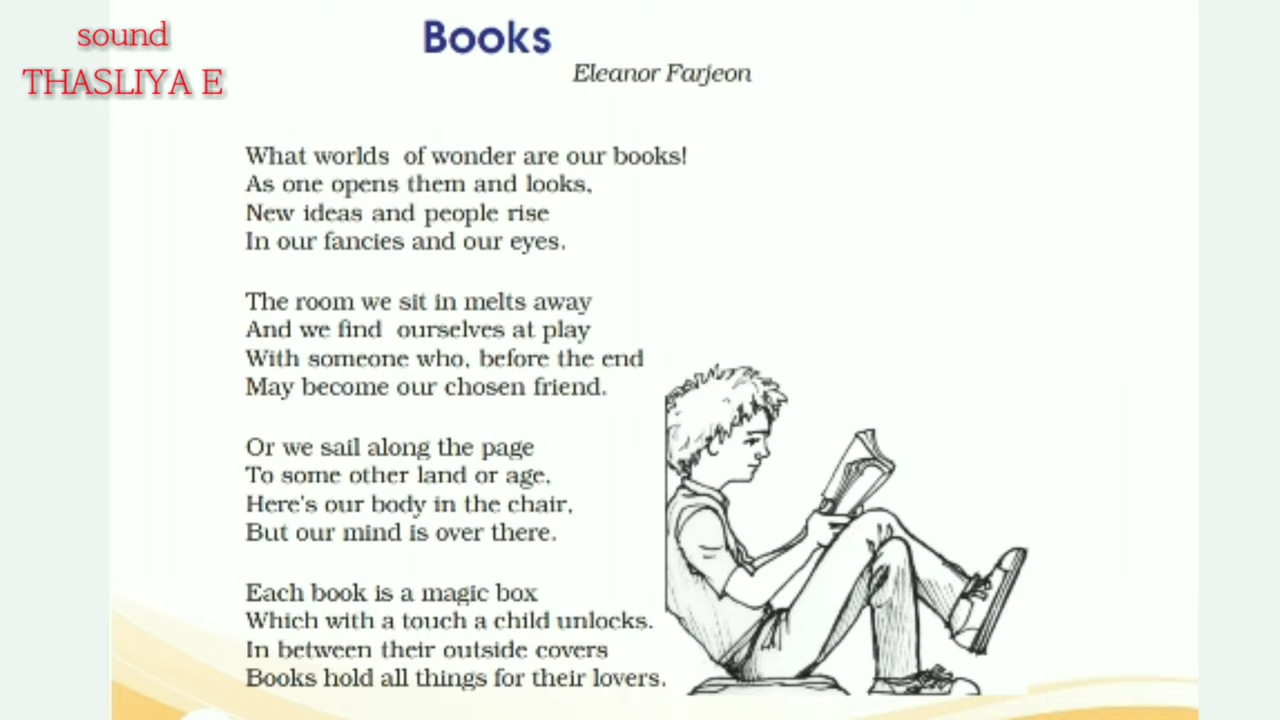 sound
THASLIYA E
Books
Eleanor Farjeon
What worlds of wonder are our books!
As one opens them and looks,
New ideas and people rise
In our fancies and our eyes.
The room we sit in melts away
And we find ourselves at play
With someone who, before the end
May become our chosen friend.
Or we sail along the page
To some other land or age,
Here's our body in the chair,
But our mind is over there.
Each book is a magic box
Which with a touch a child unlocks.
In between their outside covers
Books hold all things for their lovers.